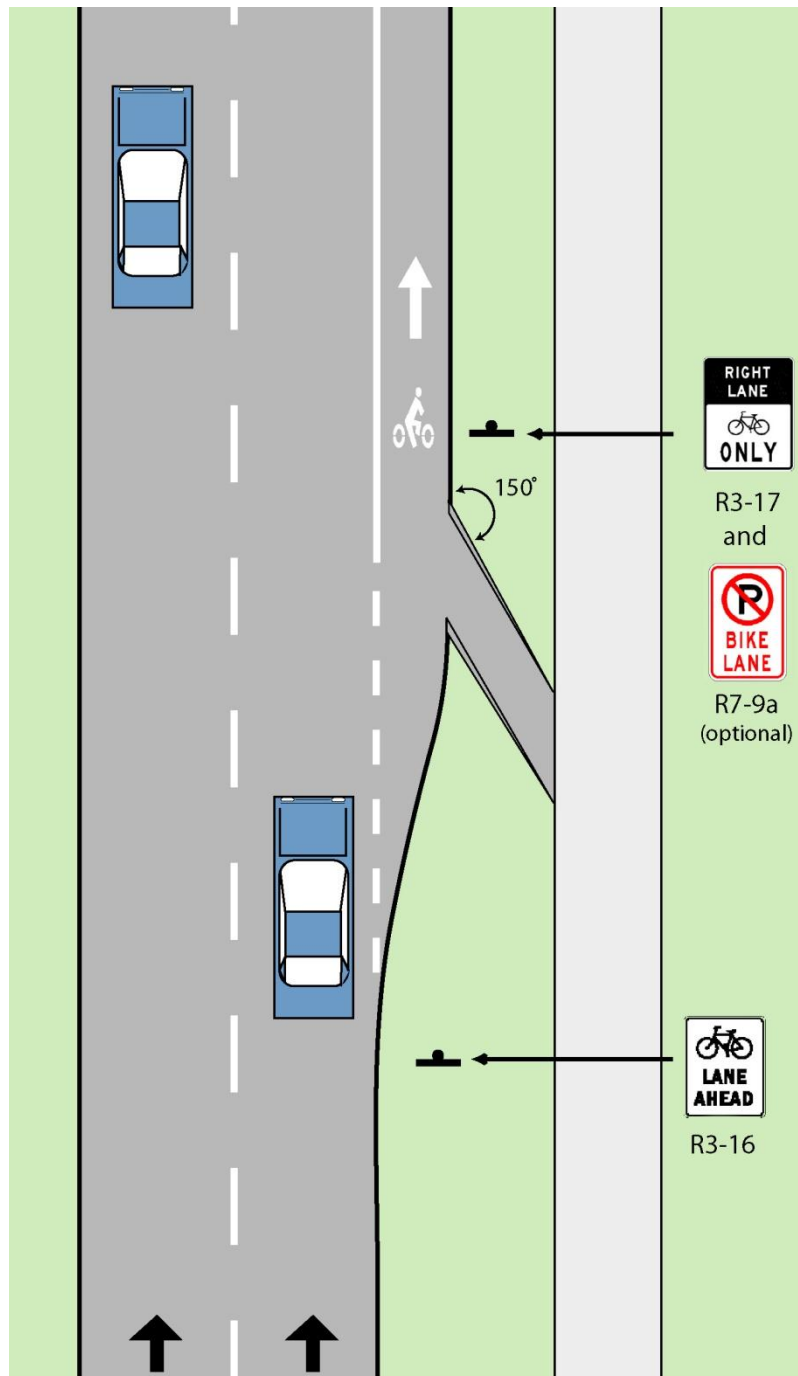 RIGHT
LANE
ONLY
150°
R3-17
and
P
BIKE
LANE
R7-9a
(optional)
LANE
AHEAD
R3-16